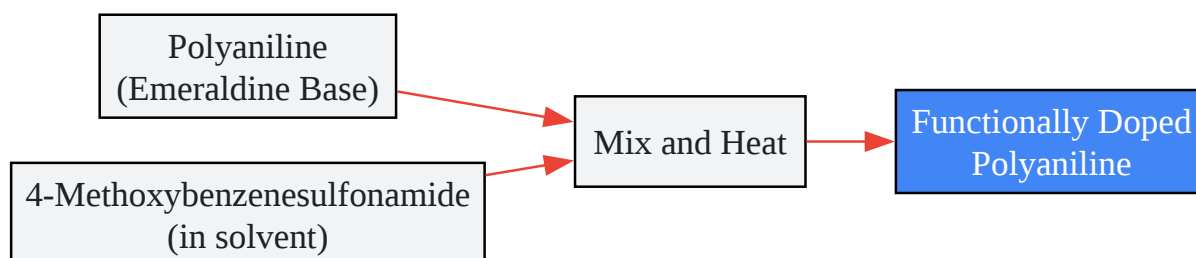 Polyaniline
(Emeraldine Base)
4-Methoxybenzenesulfonamide
(in solvent)
Mix and Heat
Functionally Doped
Polyaniline